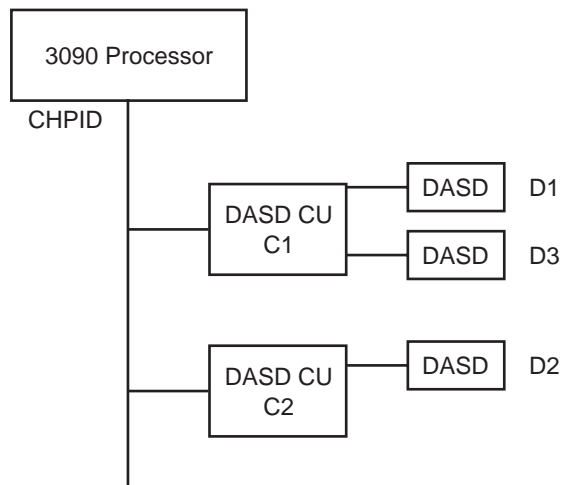 3090 Processor
CHPID
DASD CU
C1
DASD D1
DASD D3
DASD CU
C2
DASD D2